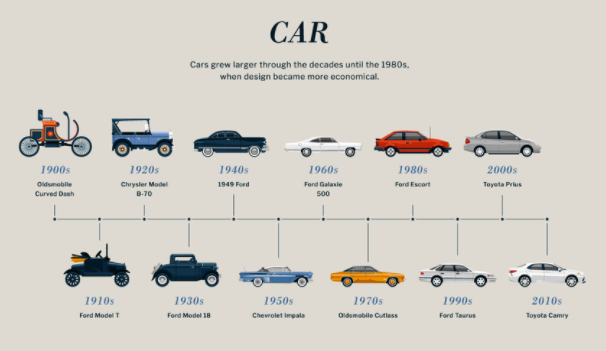 CAR
Cars grew larger through the decades until the 1980s,
when design became more economical.
1900s
Oldsmobile
Curved Dash
1920s
Chrysler Model
B-70
1940s
1949 Ford
1960s
Ford Galaxie
500
1980s
Ford Escort
2000s
Toyota Prius
1910s
Ford Model T
1930s
Ford Model 18
1950s
Chevrolet Impala
1970s
Oldsmobile Cutlass
1990s
Ford Taurus
2010s
Toyota Camry